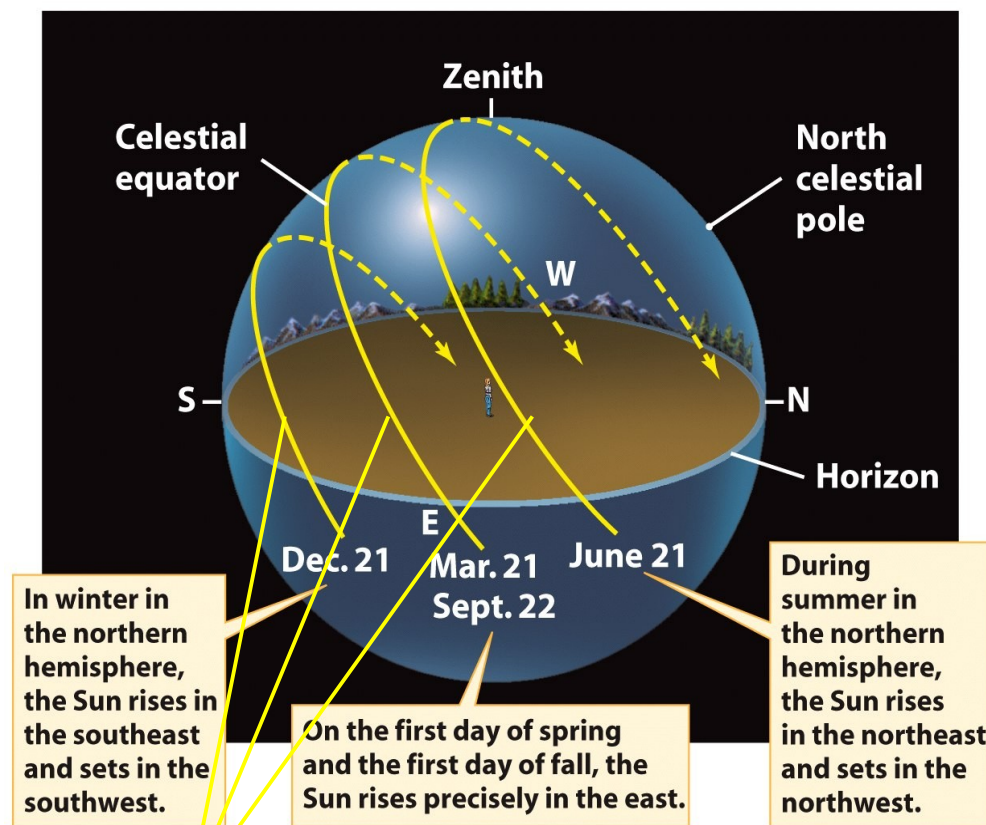 Zenith
Celestial
equator
North
celestial
pole
W
S
N
Horizon
E
Dec. 21
Mar. 21
Sept. 22
June 21
In winter in
the northern
hemisphere,
the Sun rises in
the southeast
and sets in the
southwest.
On the first day of spring
and the first day of fall, the
Sun rises precisely in the east.
During
summer in
the northern
hemisphere,
the Sun rises
in the northeast
and sets in the
northwest.